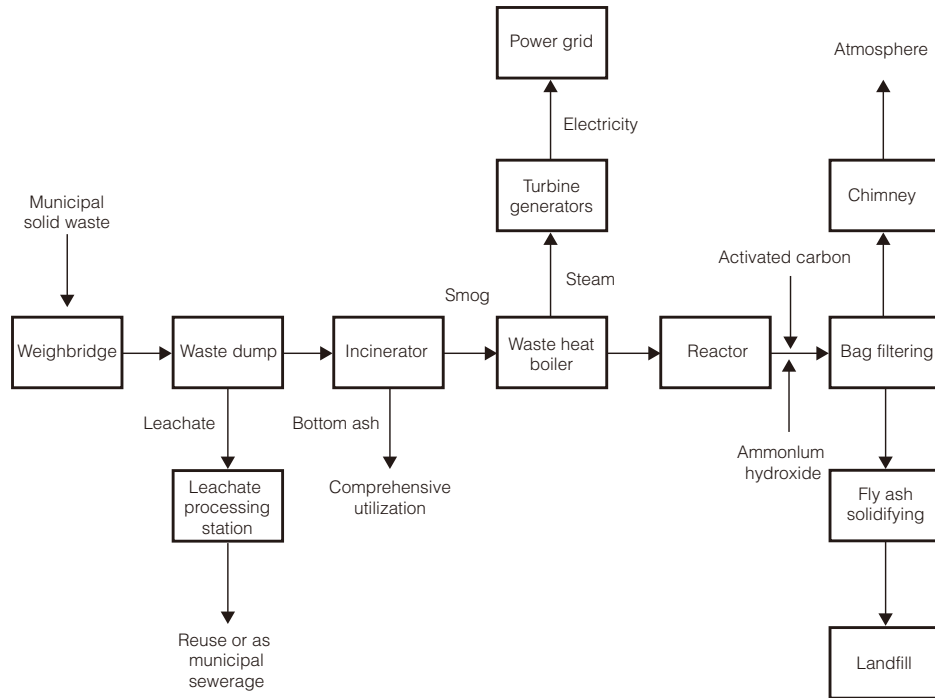 Power grid
Atmosphere
Electricity
Municipal
solid waste
Turbine
generators
Chimney
Activated carbon
Smog
Steam
Weighbridge
Waste dump
Incinerator
Waste heat
boiler
Reactor
Bag filtering
Leachate
Bottom ash
Ammonlum
hydroxide
Leachate
processing
station
Comprehensive
utilization
Fly ash
solidifying
Reuse or as
municipal
sewerage
Landfill